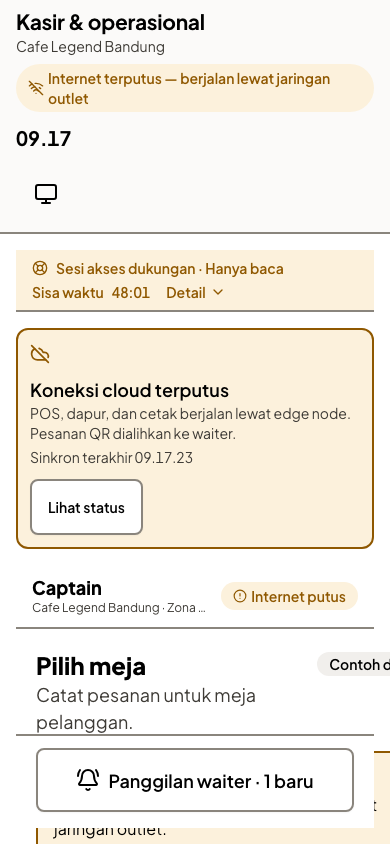 Kasir & operasional
Cafe Legend Bandung
Internet terputus — berjalan lewat jaringan
outlet
09.17
Sesi akses dukungan · Hanya baca
Sisa waktu 48:01 Detail
Koneksi cloud terputus
POS, dapur, dan cetak berjalan lewat edge node.
Pesanan QR dialihkan ke waiter.
Sinkron terakhir 09.17.23
Lihat status
Captain
Internet putus
Cafe Legend Bandung · Zona ...
Pilih meja
Contoh d
Catat pesanan untuk meja
pelanggan.
Panggilan waiter · 1 baru
jaringan outlet.